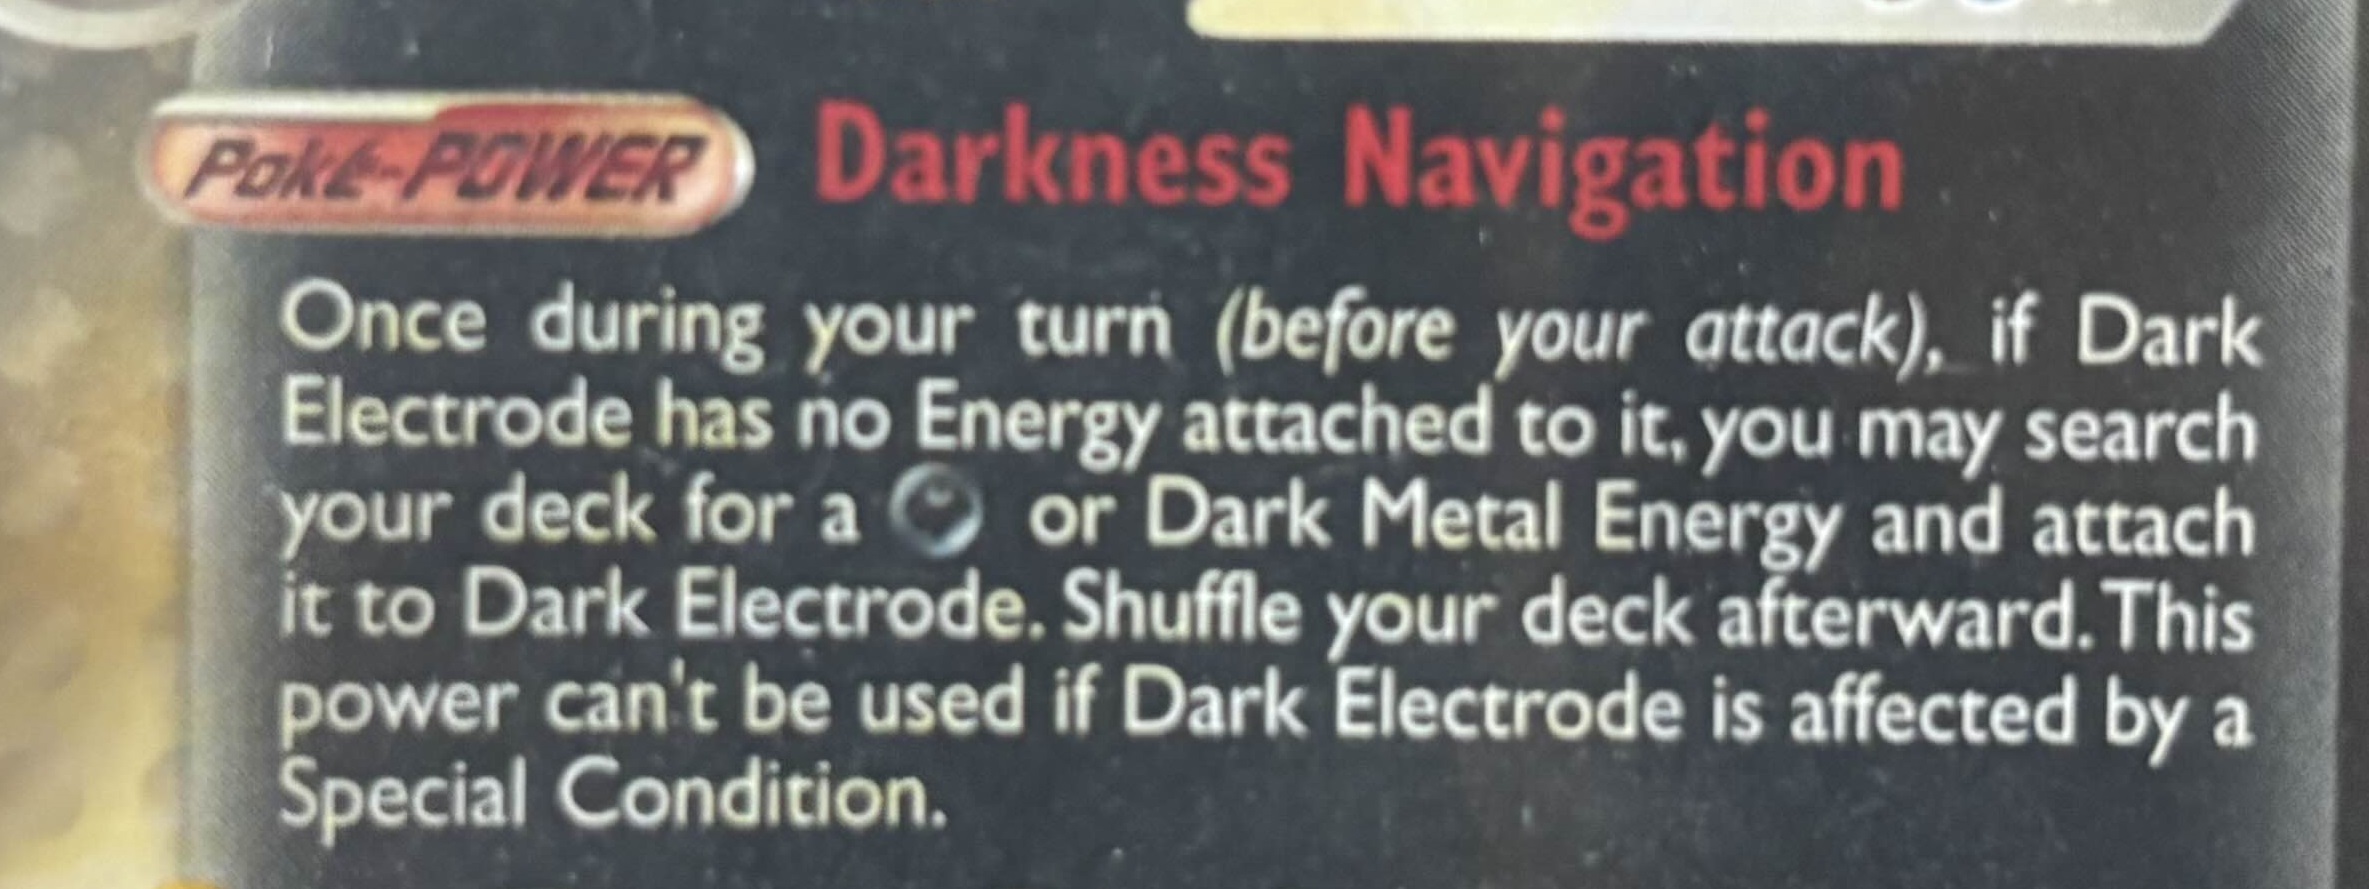 Poké-POWER Darkness Navigation
Once during your turn (before your attack), if Dark
Electrode has no Energy attached to it, you may search
your deck for a or Dark Metal Energy and attach
it to Dark Electrode. Shuffle your deck afterward. This
power can't be used if Dark Electrode is affected by a
Special Condition.